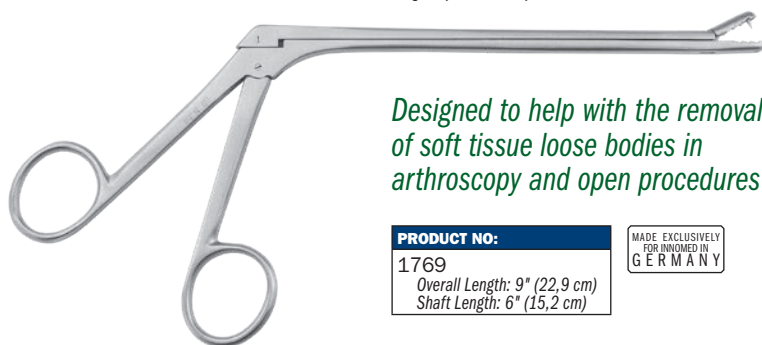 Designed to help with the removal
of soft tissue loose bodies in
arthroscopy and open procedures
PRODUCT NO:
1769
Overall Length: 9" (22,9 cm)
Shaft Length: 6" (15,2 cm)
MADE EXCLUSIVELY
FOR INNOMED IN
GERMANY